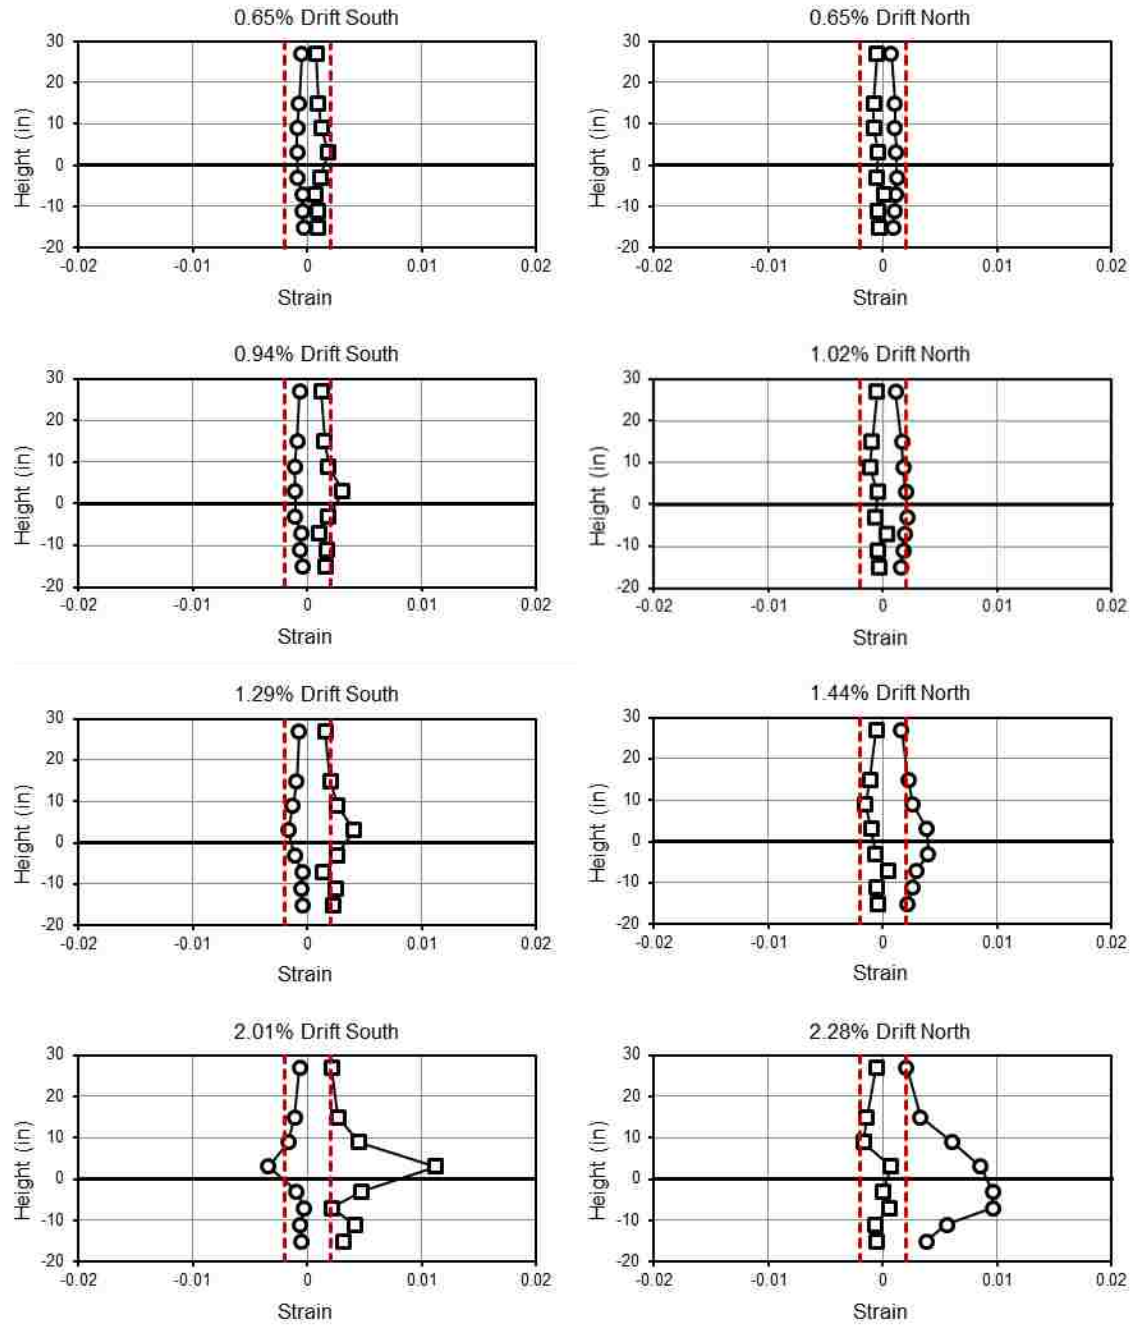 0.65% Drift South
30
20
10
0
-10
-20
Height (in)
-0.02 -0.01 0 0.01 0.02
Strain
0.65% Drift North
30
20
10
0
-10
-20
Height (in)
-0.02 -0.01 0 0.01 0.02
Strain
0.94% Drift South
30
20
10
0
-10
-20
Height (in)
-0.02 -0.01 0 0.01 0.02
Strain
1.02% Drift North
30
20
10
0
-10
-20
Height (in)
-0.02 -0.01 0 0.01 0.02
Strain
1.29% Drift South
30
20
10
0
-10
-20
Height (in)
-0.02 -0.01 0 0.01 0.02
Strain
1.44% Drift North
30
20
10
0
-10
-20
Height (in)
-0.02 -0.01 0 0.01 0.02
Strain
2.01% Drift South
30
20
10
0
-10
-20
Height (in)
-0.02 -0.01 0 0.01 0.02
Strain
2.28% Drift North
30
20
10
0
-10
-20
Height (in)
-0.02 -0.01 0 0.01 0.02
Strain